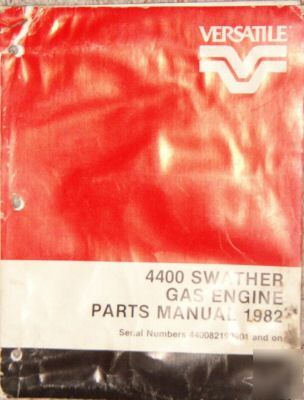 VERSATILE
4400 SWATHER
GAS ENGINE
PARTS MANUAL 1982
Serial Numbers and on